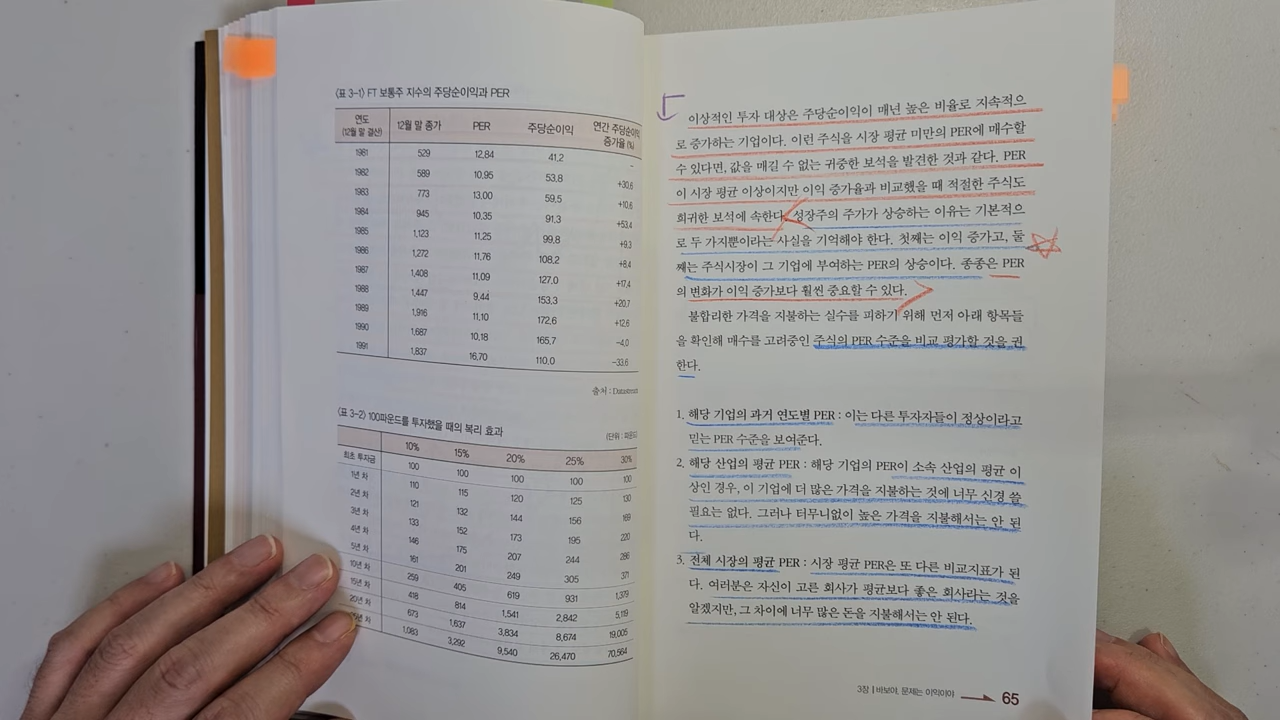 〈표 3-1〉 FT 보통주 지수의 주당순이익과 PER
연도 (12월 말 결산) 12월 말 종가 PER 주당순이익 연간 주당순이익 증가율 (%)
1981 529 12.84 41.2 –
1982 589 10.95 53.8 +30.6
1983 773 13.00 59.5 +10.6
1984 945 10.35 91.3 +53.4
1985 1,123 11.25 99.8 +9.3
1986 1,272 11.76 108.2 +8.4
1987 1,408 11.09 127.0 +17.4
1988 1,447 9.44 153.3 +20.7
1989 1,916 11.10 172.6 +12.6
1990 1,687 10.18 165.7 -4.0
1991 1,837 16.70 110.0 -33.6
출처 : Datastream
〈표 3-2〉 100파운드를 투자했을 때의 복리 효과
(단위 : 파운드)
10% 15% 20% 25% 30%
최초 투자금 100 100 100 100 100
1년 차 110 115 120 125 130
2년 차 121 132 144 156 169
3년 차 133 152 173 195 220
4년 차 146 175 207 244 286
5년 차 161 201 249 305 371
10년 차 259 405 619 931 1,379
15년 차 418 814 1,541 2,842 5,119
20년 차 673 1,637 3,834 8,674 19,005
차 1,083 3,292 9,540 26,470 70,564
이상적인 투자 대상은 주당순이익이 매년 높은 비율로 지속적으
로 증가하는 기업이다. 이런 주식을 시장 평균 미만의 PER에 매수할
수 있다면, 값을 매길 수 없는 귀중한 보석을 발견한 것과 같다. PER
이 시장 평균 이상이지만 이익 증가율과 비교했을 때 적절한 주식도
희귀한 보석에 속한다. 성장주의 주가가 상승하는 이유는 기본적으
로 두 가지뿐이라는 사실을 기억해야 한다. 첫째는 이익 증가고, 둘
째는 주식시장이 그 기업에 부여하는 PER의 상승이다. 종종은 PER
의 변화가 이익 증가보다 훨씬 중요할 수 있다.
불합리한 가격을 지불하는 실수를 피하기 위해 먼저 아래 항목들
을 확인해 매수를 고려중인 주식의 PER 수준을 비교 평가할 것을 권
한다.
1. 해당 기업의 과거 연도별 PER : 이는 다른 투자자들이 정상이라고
믿는 PER 수준을 보여준다.
2. 해당 산업의 평균 PER : 해당 기업의 PER이 소속 산업의 평균 이
상인 경우, 이 기업에 더 많은 가격을 지불하는 것에 너무 신경 쓸
필요는 없다. 그러나 터무니없이 높은 가격을 지불해서는 안 된
다.
3. 전체 시장의 평균 PER : 시장 평균 PER은 또 다른 비교지표가 된
다. 여러분은 자신이 고른 회사가 평균보다 좋은 회사라는 것을
알겠지만, 그 차이에 너무 많은 돈을 지불해서는 안 된다.
3장 | 바보야, 문제는 이익이야 65